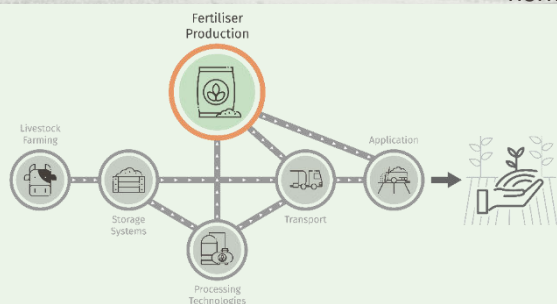 Fertiliser
Production
Livestock
Farming
Application
Storage
Systems
Transport
Processing
Technologies